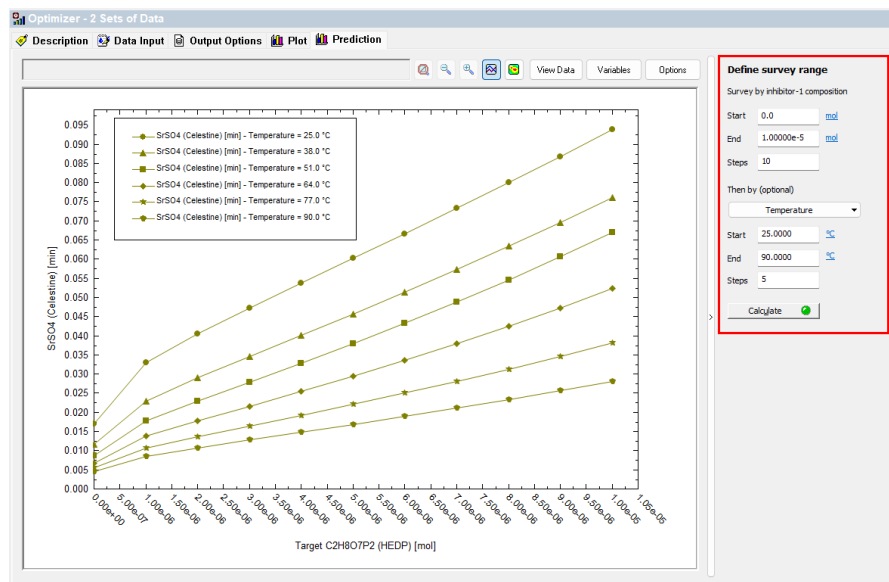 Optimizer - 2 Sets of Data
Description Data Input Output Options Plot Prediction
View Data Variables Options
Define survey range
Survey by inhibitor-1 composition
Start 0.0 mol
End 1.00000e-5 mol
Steps 10
Then by (optional)
Temperature
Start 25.0000 °C
End 90.0000 °C
Steps 5
Calculate
>
SrSO4 (Celestine) [min] - Temperature = 25.0 °C
SrSO4 (Celestine) [min] - Temperature = 38.0 °C
SrSO4 (Celestine) [min] - Temperature = 51.0 °C
SrSO4 (Celestine) [min] - Temperature = 64.0 °C
SrSO4 (Celestine) [min] - Temperature = 77.0 °C
SrSO4 (Celestine) [min] - Temperature = 90.0 °C
SrSO4 (Celestine) [min]
0.095
0.090
0.085
0.080
0.075
0.070
0.065
0.060
0.055
0.050
0.045
0.040
0.035
0.030
0.025
0.020
0.015
0.010
0.005
0.000
0.00e+00
5.00e-07
1.00e-06
1.50e-06
2.00e-06
2.50e-06
3.00e-06
3.50e-06
4.00e-06
4.50e-06
5.00e-06
5.50e-06
6.00e-06
6.50e-06
7.00e-06
7.50e-06
8.00e-06
8.50e-06
9.00e-06
9.50e-06
1.00e-05
1.05e-05
Target C2H8O7P2 (HEDP) [mol]